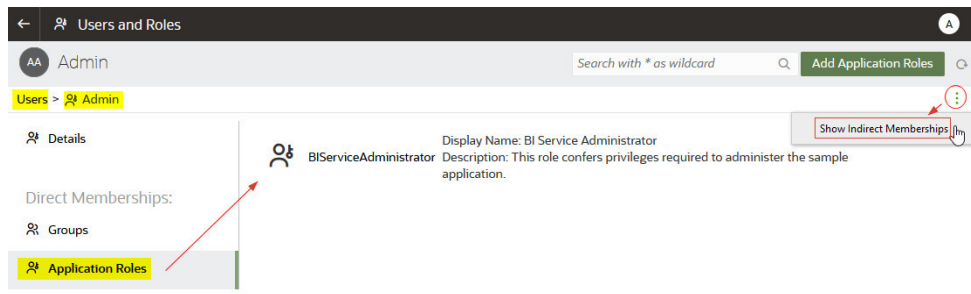 Users and Roles
A
AA Admin
Search with * as wildcard
Add Application Roles
Users > Admin
Show Indirect Memberships
Details
Display Name: BI Service Administrator
BIServiceAdministrator Description: This role confers privileges required to administer the sample
application.
Direct Memberships:
Groups
Application Roles